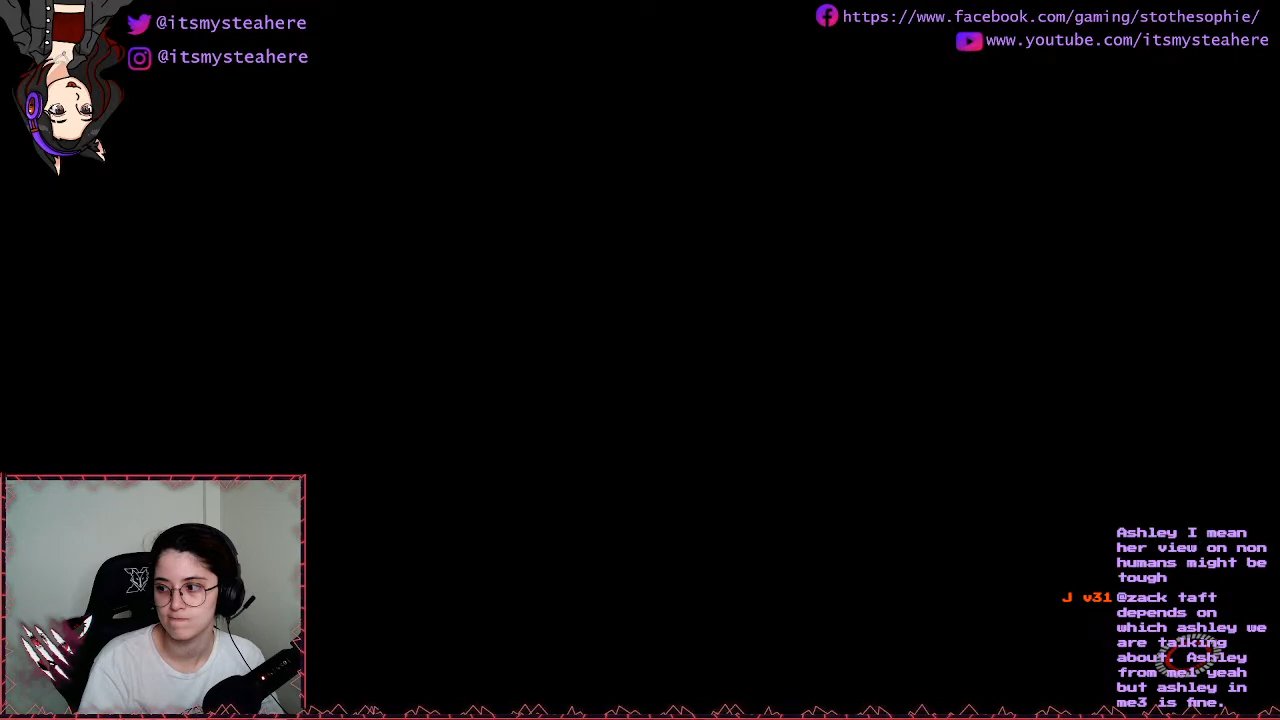 @itsmysteahere
@itsmysteahere
https://www.facebook.com/gaming/stothesophie/
www.youtube.com/itsmysteahere
Ashley I mean
her view on non
humans might be
tough
J v31 @zack taft
depends on
which ashley we
are talking
about. Ashley
from me1 yeah
but ashley in
me3 is fine.